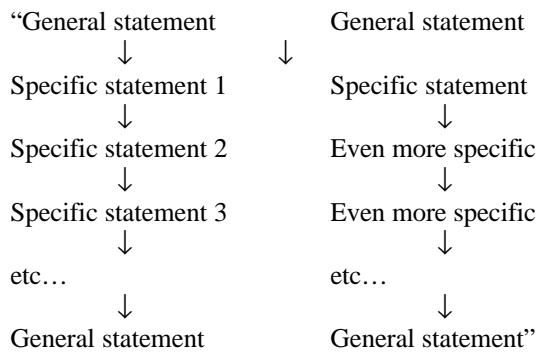 “General statement General statement
↓ ↓
Specific statement 1 Specific statement
↓ ↓
Specific statement 2 Even more specific
↓ ↓
Specific statement 3 Even more specific
↓ ↓
etc… etc…
↓ ↓
General statement General statement”